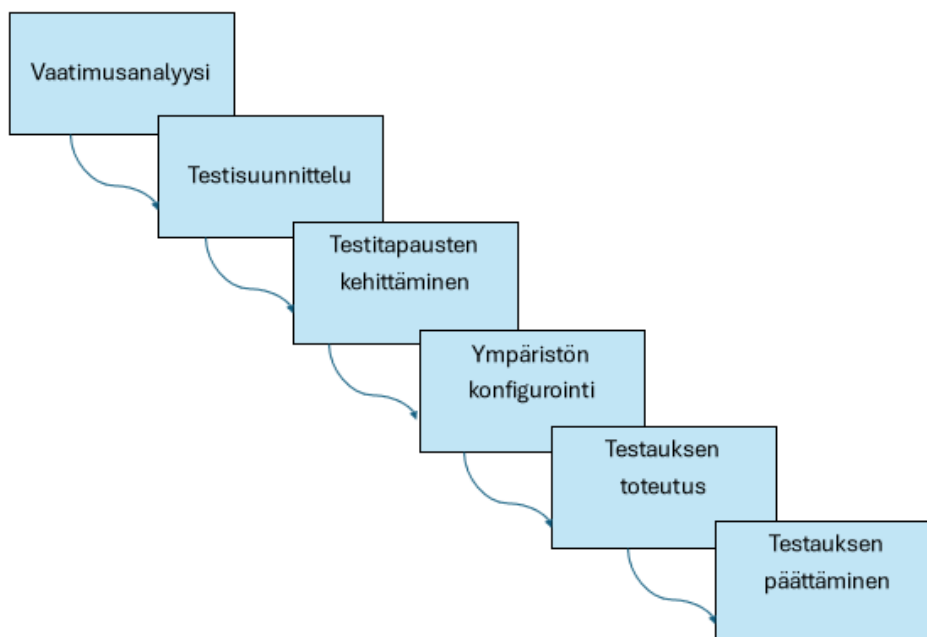 Vaatimusanalyysi
Testisuunnittelu
Testitapausten
kehittäminen
Ympäristön
konfigurointi
Testauksen
toteutus
Testauksen
päättäminen